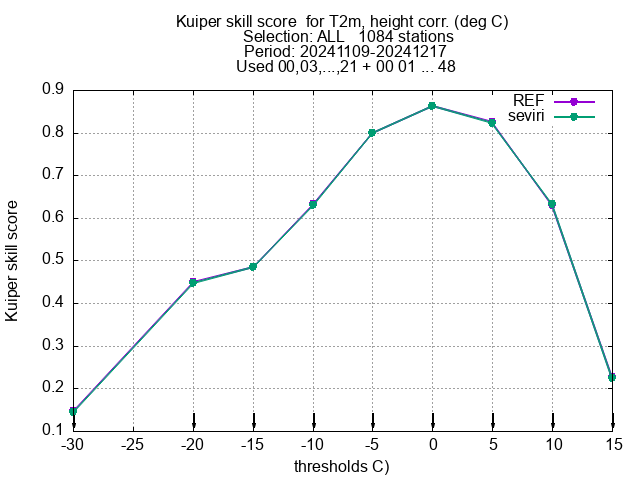 Kuiper skill score  for T2m, height corr. (deg C)
Selection: ALL   1084 stations
Period: 20241109-20241217
Used 00,03,...,21 + 00 01 ... 48
REF
seviri
Kuiper skill score
0.9
0.8
0.7
0.6
0.5
0.4
0.3
0.2
0.1
-30 -25 -20 -15 -10 -5 0 5 10 15
thresholds C)